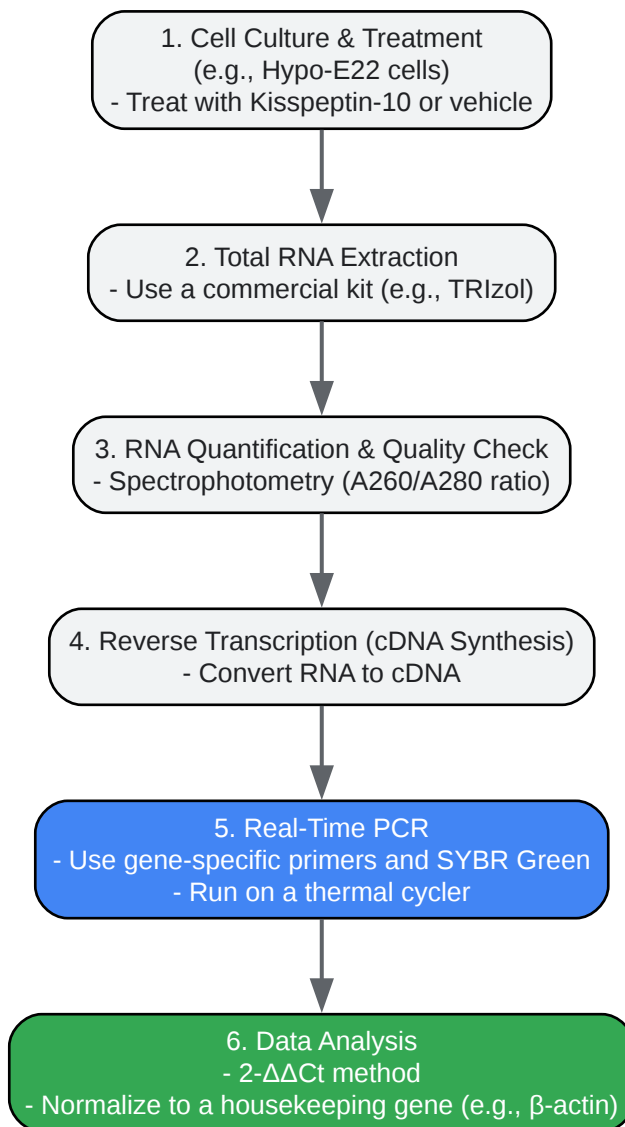 1. Cell Culture & Treatment
(e.g., Hypo-E22 cells)
- Treat with Kisspeptin-10 or vehicle
2. Total RNA Extraction
- Use a commercial kit (e.g., TRIzol)
3. RNA Quantification & Quality Check
- Spectrophotometry (A260/A280 ratio)
4. Reverse Transcription (cDNA Synthesis)
- Convert RNA to cDNA
5. Real-Time PCR
- Use gene-specific primers and SYBR Green
- Run on a thermal cycler
6. Data Analysis
- 2-ΔΔCt method
- Normalize to a housekeeping gene (e.g., β-actin)